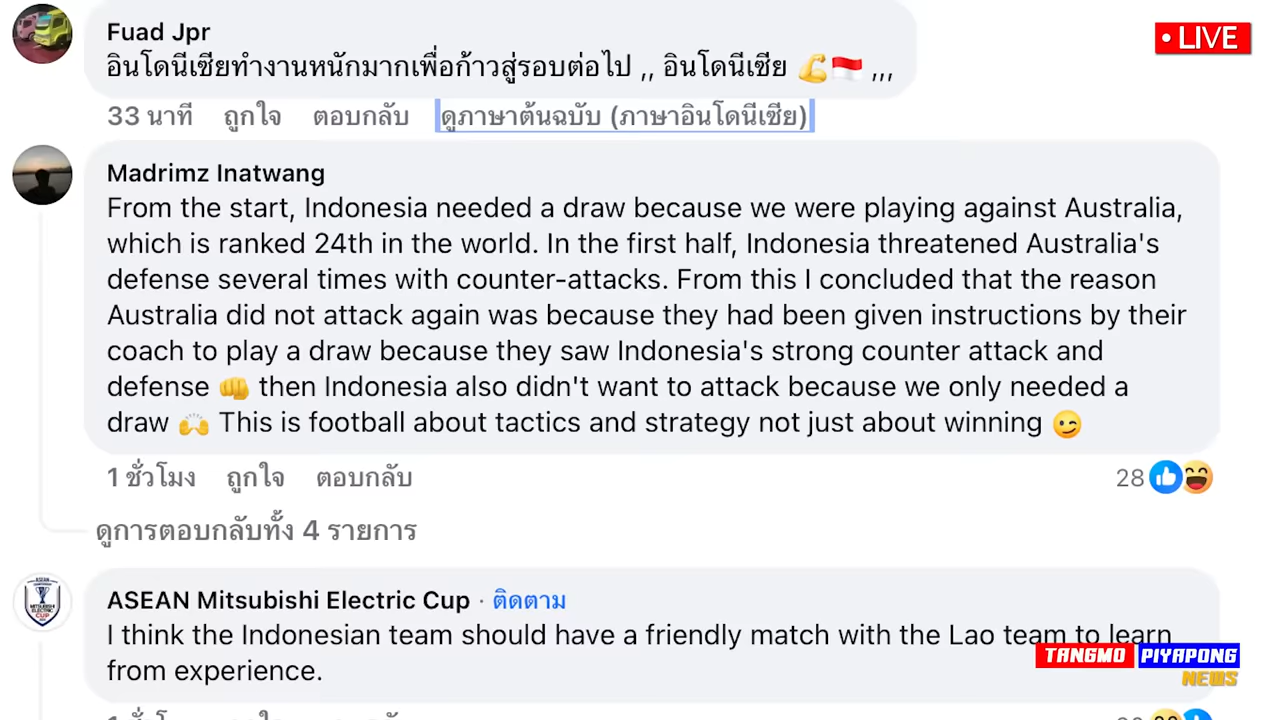 Fuad Jpr
อินโดนีเซียทำงานหนักมากเพื่อก้าวสู่รอบต่อไป ,, อินโดนีเซีย 💪🇮🇩 ,,,
33 นาที ถูกใจ ตอบกลับ ดูภาษาต้นฉบับ (ภาษาอินโดนีเซีย)
• LIVE
Madrimz Inatwang
From the start, Indonesia needed a draw because we were playing against Australia,
which is ranked 24th in the world. In the first half, Indonesia threatened Australia's
defense several times with counter-attacks. From this I concluded that the reason
Australia did not attack again was because they had been given instructions by their
coach to play a draw because they saw Indonesia's strong counter attack and
defense 👊 then Indonesia also didn't want to attack because we only needed a
draw 🙌 This is football about tactics and strategy not just about winning 😉
1 ชั่วโมง ถูกใจ ตอบกลับ 28
ดูการตอบกลับทั้ง 4 รายการ
ASEAN Mitsubishi Electric Cup · ติดตาม
I think the Indonesian team should have a friendly match with the Lao team to learn
from experience.
TANGMO PIYAPONG
NEWS